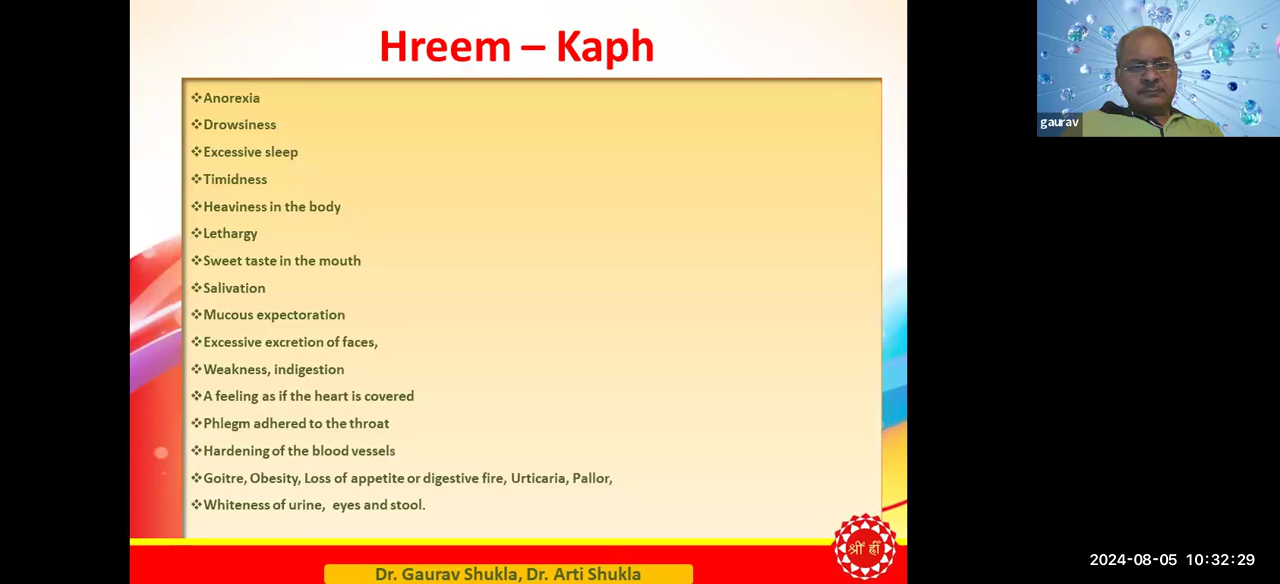 Hreem – Kaph
❖Anorexia
❖Drowsiness
❖Excessive sleep
❖Timidness
❖Heaviness in the body
❖Lethargy
❖Sweet taste in the mouth
❖Salivation
❖Mucous expectoration
❖Excessive excretion of faces,
❖Weakness, indigestion
❖A feeling as if the heart is covered
❖Phlegm adhered to the throat
❖Hardening of the blood vessels
❖Goitre, Obesity, Loss of appetite or digestive fire, Urticaria, Pallor,
❖Whiteness of urine,  eyes and stool.
श्रीं ह्रीं
Dr. Gaurav Shukla, Dr. Arti Shukla
gaurav
2024-08-05 10:32:29